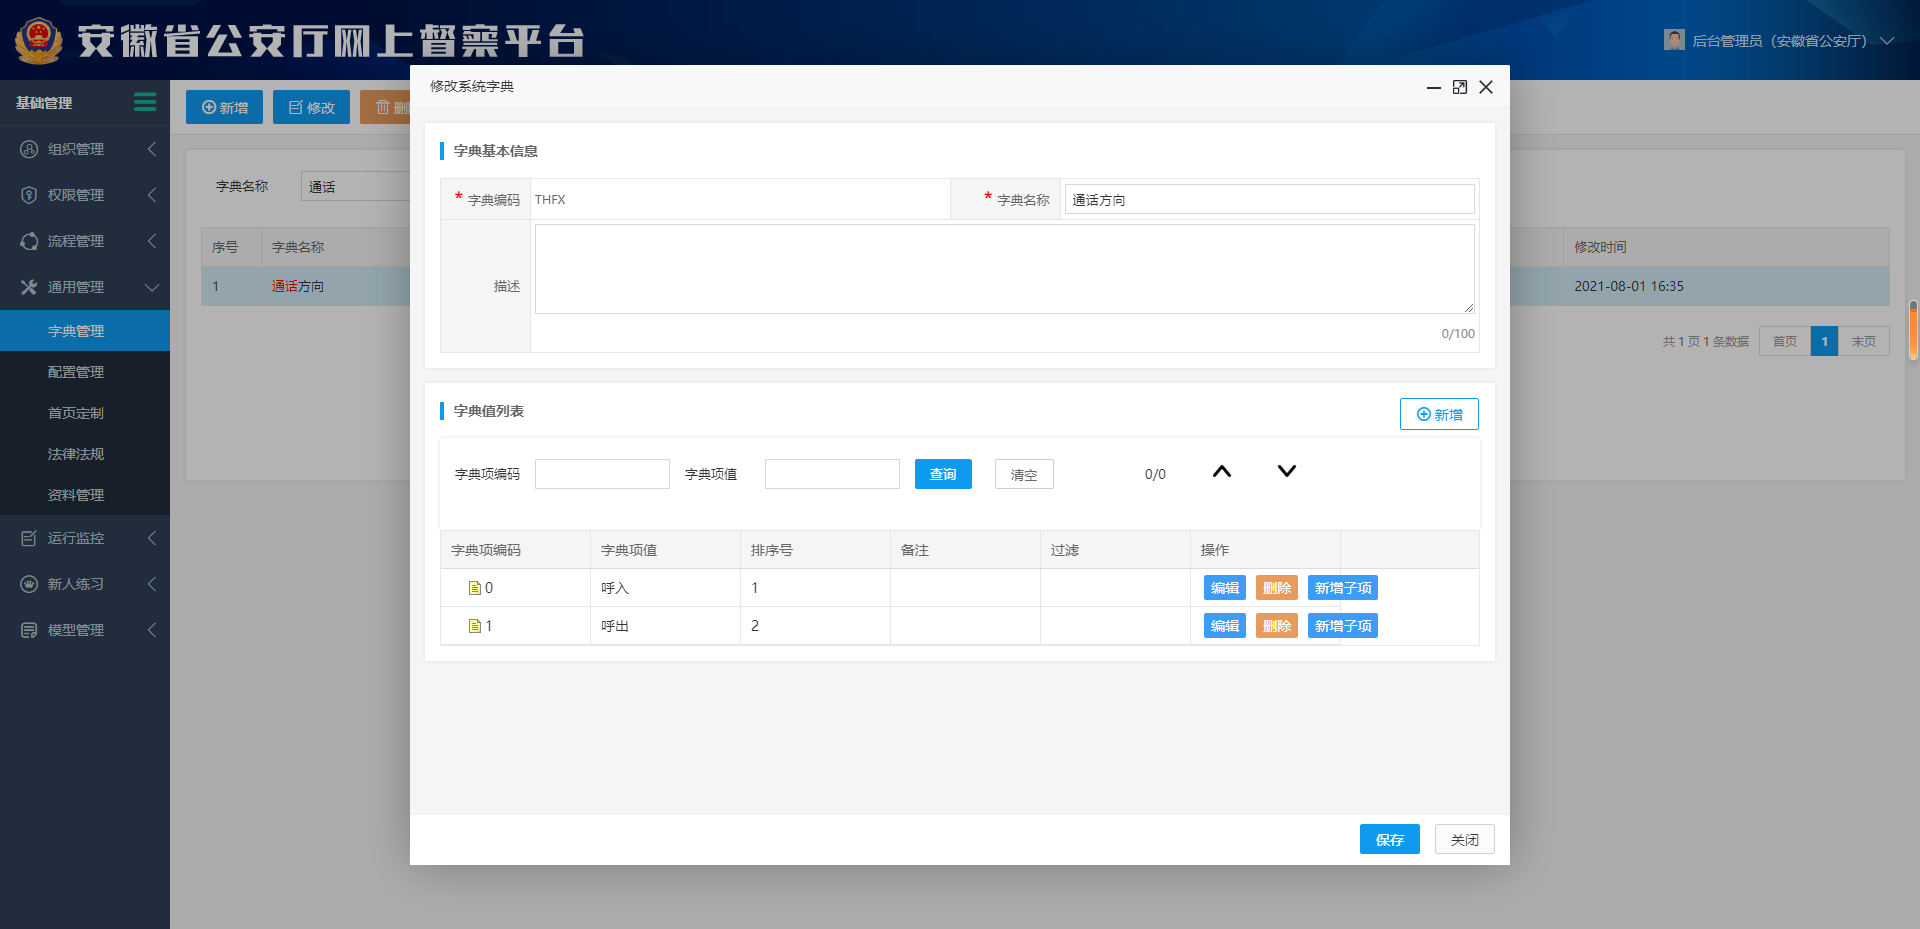 安徽省公安厅网上督察平台
后台管理员（安徽省公安厅）
基础管理
组织管理
权限管理
流程管理
通用管理
字典管理
配置管理
首页定制
法律法规
资料管理
运行监控
新人练习
模型管理
新增 修改
字典名称 通话
序号 字典名称 修改时间
1 通话方向 2021-08-01 16:35
共 1 页 1 条数据 首页 1 末页
修改系统字典
字典基本信息
* 字典编码 THFX * 字典名称 通话方向
描述
0/100
字典值列表 新增
字典项编码 字典项值 查询 清空 0/0
字典项编码 字典项值 排序号 备注 过滤 操作
0 呼入 1 编辑 删除 新增子项
1 呼出 2 编辑 删除 新增子项
保存 关闭